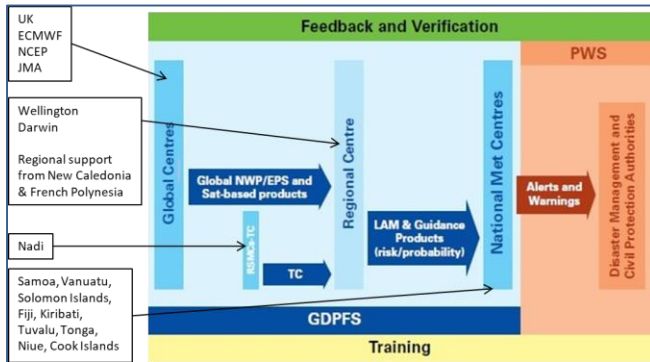 UK
ECMWF
NCEP
JMA
Wellington
Darwin
Regional support
from New Caledonia
& French Polynesia
Nadi
Samoa, Vanuatu,
Solomon Islands,
Fiji, Kiribati,
Tuvalu, Tonga,
Niue, Cook Islands
Feedback and Verification
PWS
Global Centres
Global NWP/EPS and
Sat-based products
RSMCs-TC
TC
Regional Centre
LAM & Guidance
Products
(risk/probability)
National Met Centres
Alerts and
Warnings
Disaster Management and
Civil Protection Authorities
GDPFS
Training